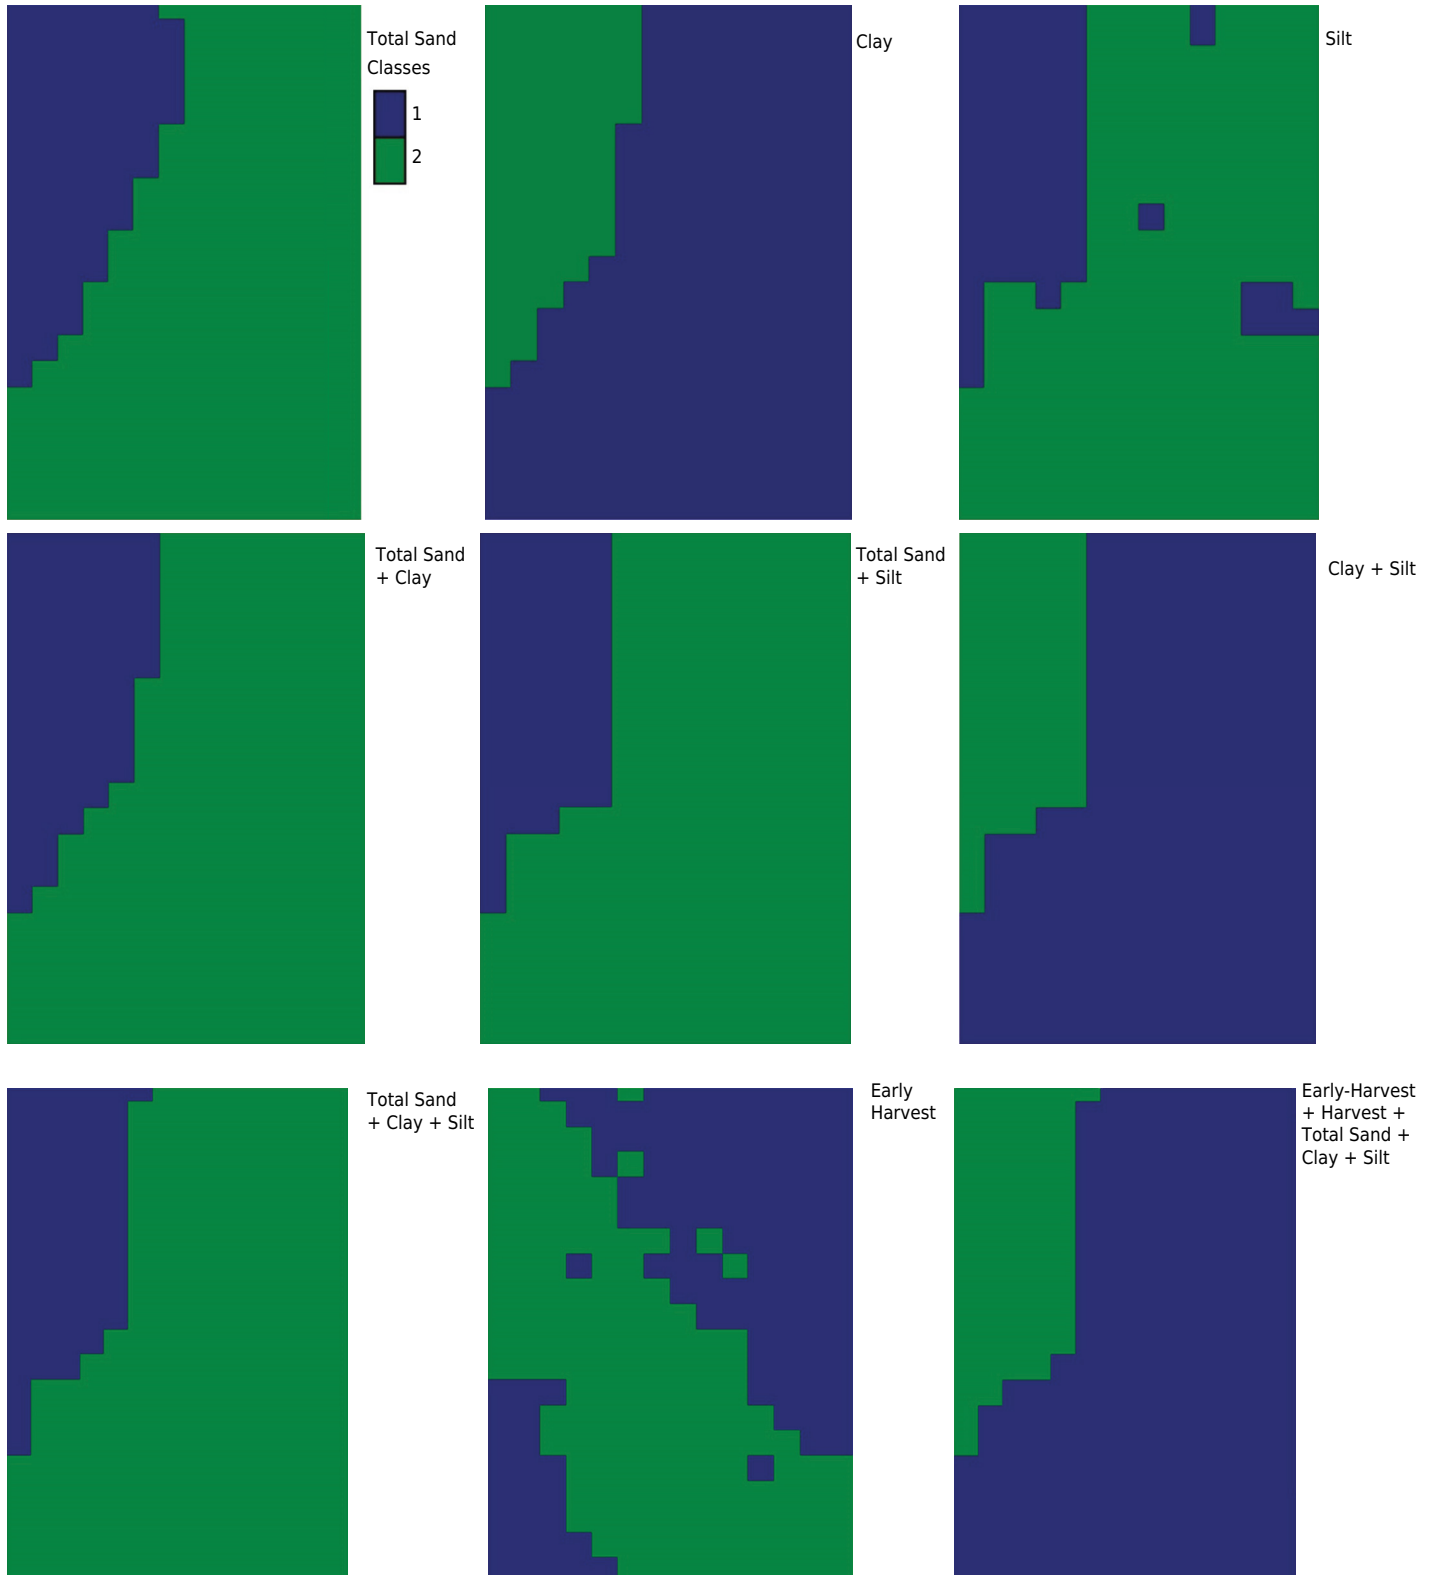 Total Sand
Classes
1
2
Clay
Silt
Total Sand
+ Clay
Total Sand
+ Silt
Clay + Silt
Total Sand
+ Clay + Silt
Early
Harvest
Early-Harvest
+ Harvest +
Total Sand +
Clay + Silt